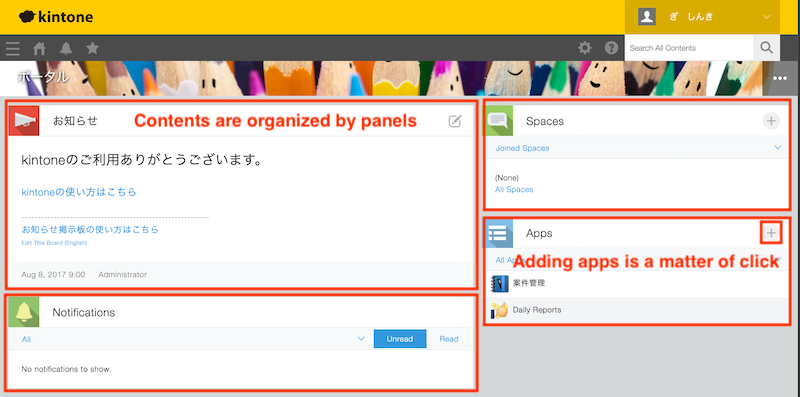 kintone
ぎ しんき
Search All Contents
ポータル
お知らせ
Contents are organized by panels
kintoneのご利用ありがとうございます。
kintoneの使い方はこちら
--------------------------------------------------------
お知らせ掲示板の使い方はこちら
Edit This Board (English)
Aug 8, 2017 9:00 Administrator
Notifications
All
Unread
Read
No notifications to show.
Spaces
Joined Spaces
(None)
All Spaces
Apps
All Ap
Adding apps is a matter of click
案件管理
Daily Reports